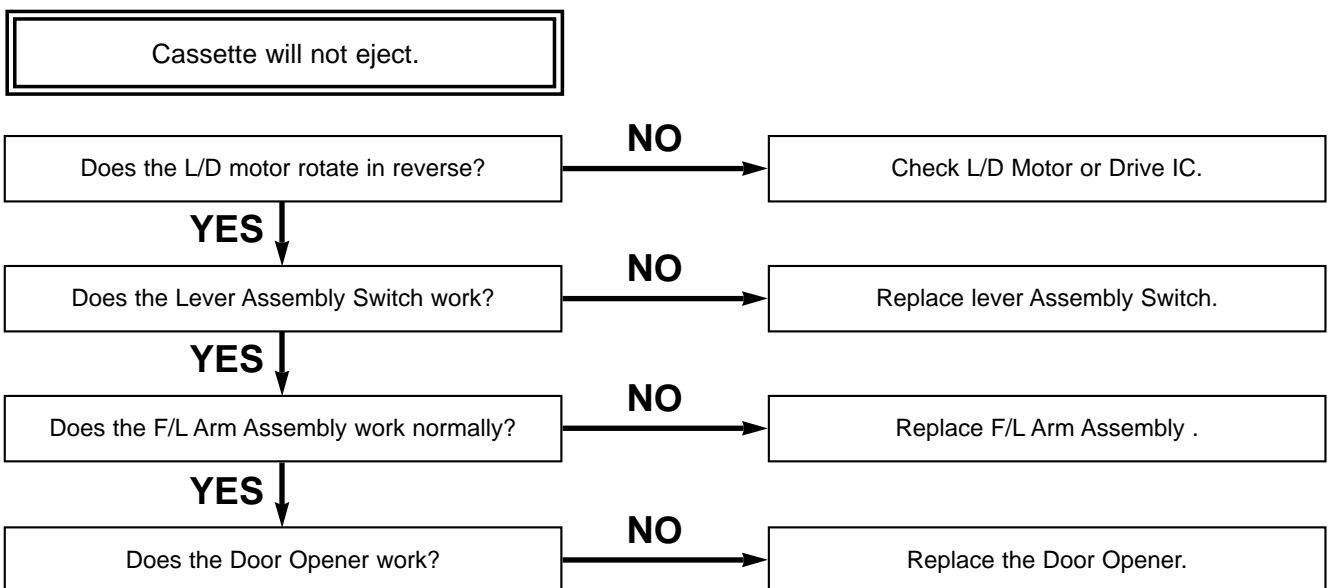 Cassette will not eject.
Does the L/D motor rotate in reverse?
NO
Check L/D Motor or Drive IC.
YES
Does the Lever Assembly Switch work?
NO
Replace lever Assembly Switch.
YES
Does the F/L Arm Assembly work normally?
NO
Replace F/L Arm Assembly .
YES
Does the Door Opener work?
NO
Replace the Door Opener.